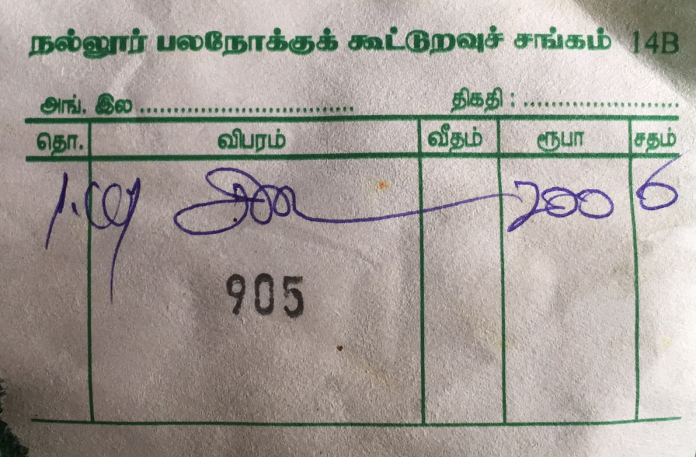 நல்லூர் பலநோக்குக் கூட்டுறவுச் சங்கம் 14B
அங். இல .................... திகதி : ....................
தொ. விபரம் வீதம் ரூபா சதம்
200
905